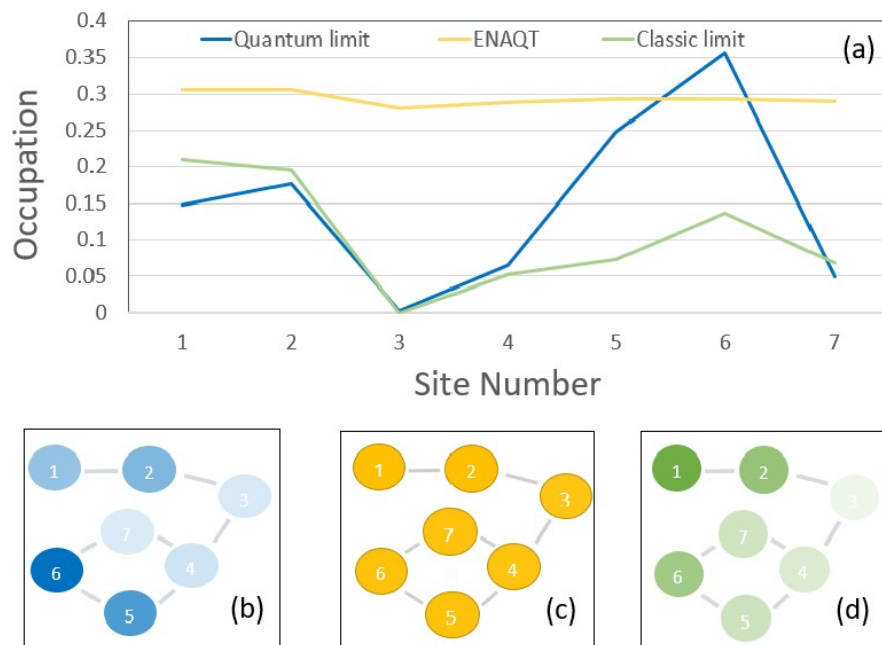 0.4
Quantum limit ENAQT Classic limit (a)
0.35
0.3
0.25
0.2
0.15
0.1
0.05
0
Occupation
1 2 3 4 5 6 7
Site Number
1 2 3 7 6 4 5 (b)
1 2 3 7 6 4 5 (c)
1 2 3 7 6 4 5 (d)